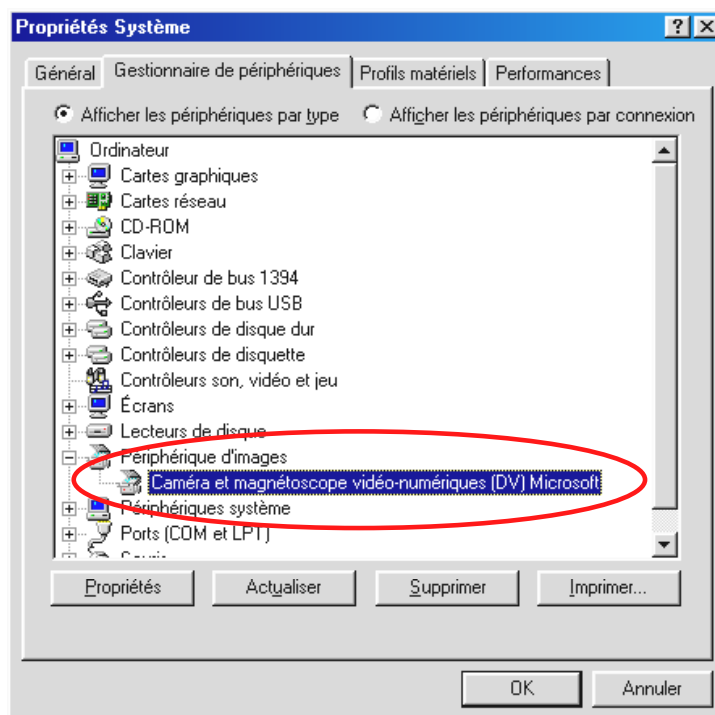 Propriétés Système
Général Gestionnaire de périphériques Profils matériels Performances
Afficher les périphériques par type Afficher les périphériques par connexion
Ordinateur
Cartes graphiques
Cartes réseau
CD-ROM
Clavier
Contrôleur de bus 1394
Contrôleurs de bus USB
Contrôleurs de disque dur
Contrôleurs de disquette
Contrôleurs son, vidéo et jeu
Écrans
Lecteurs de disque
Périphérique d'images
Caméra et magnétoscope vidéo-numériques (DV) Microsoft
Périphériques système
Ports (COM et LPT)
Souris
Propriétés Actualiser Supprimer Imprimer...
OK Annuler